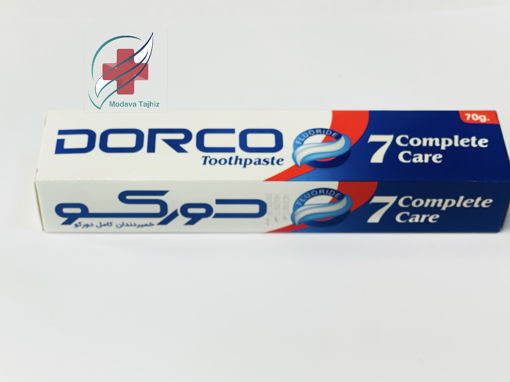 Modava Tajhiz
70g.
DORCO
Toothpaste
FLUORIDE
7 Complete
Care
دورکو
خمیردندان کامل دورکو
FLUORIDE
7 Complete
Care